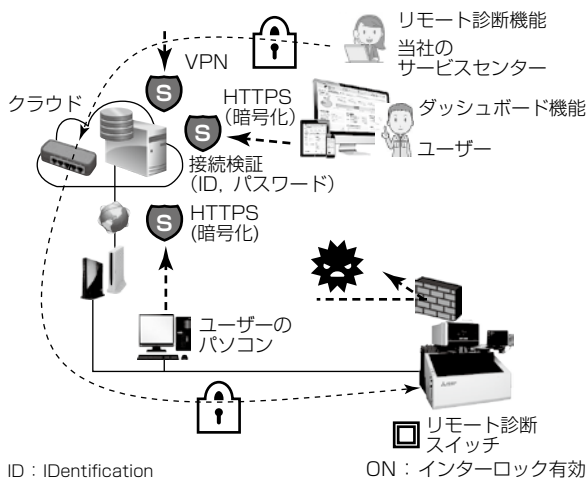 リモート診断機能
当社の
サービスセンター
VPN
S
クラウド
HTTPS
(暗号化)
ダッシュボード機能
S
ユーザー
接続検証
(ID, パスワード)
S
HTTPS
(暗号化)
ユーザーの
パソコン
リモート診断
スイッチ
ID：IDentification
ON：インターロック有効